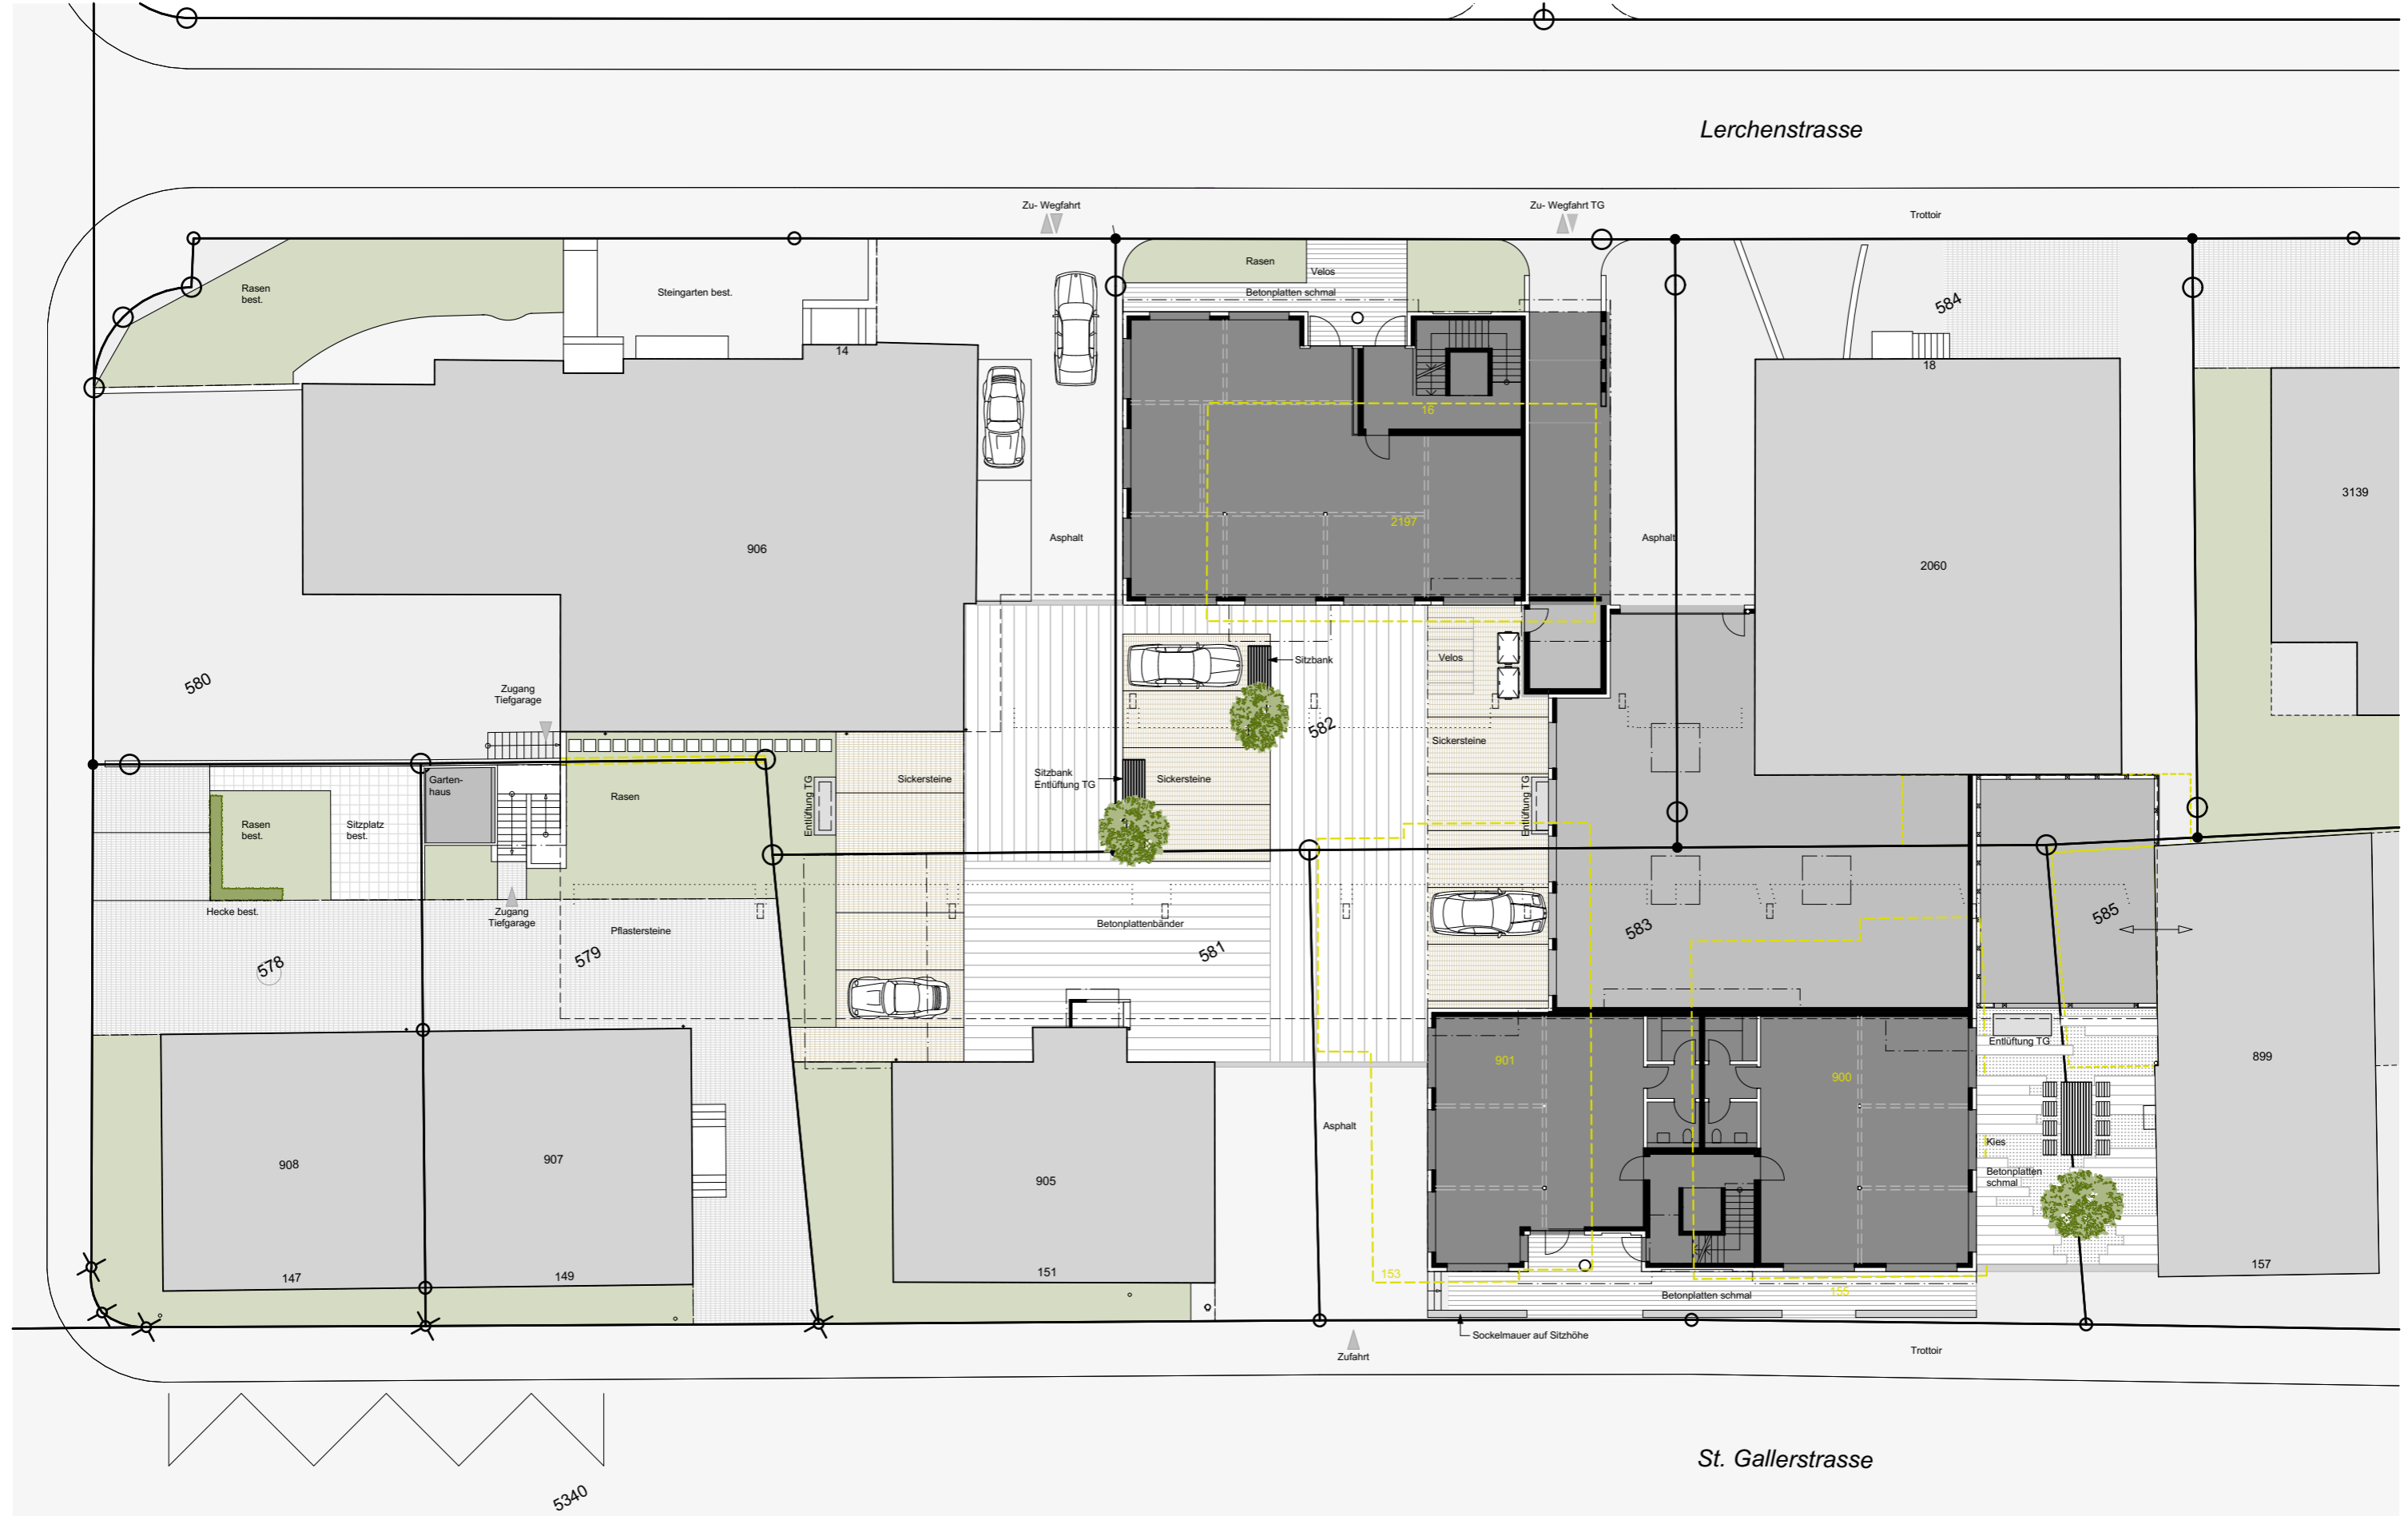 Lerchenstrasse
Zu- Wegfahrt
Zu- Wegfahrt TG
Trottoir
Rasen
best.
Steingarten best.
Rasen
Velos
Betonplatten schmal
584
14
18
16
3139
906
2197
Asphalt
Asphalt
2060
580
Zugang
Tiefgarage
Sitzbank
Velos
582
Sickersteine
Garten-
haus
Rasen
Sickersteine
Sitzbank
Entlüftung TG
Sickersteine
Entlüftung TG
Entlüftung TG
Rasen
best.
Sitzplatz
best.
Hecke best.
Zugang
Tiefgarage
Pflastersteine
Betonplattenbänder
578
579
581
583
585
901
900
Entlüftung TG
899
Asphalt
Kies
Betonplatten
schmal
908
907
905
147
149
151
153
155
157
Betonplatten schmal
Sockelmauer auf Sitzhöhe
Zufahrt
Trottoir
St. Gallerstrasse
5340